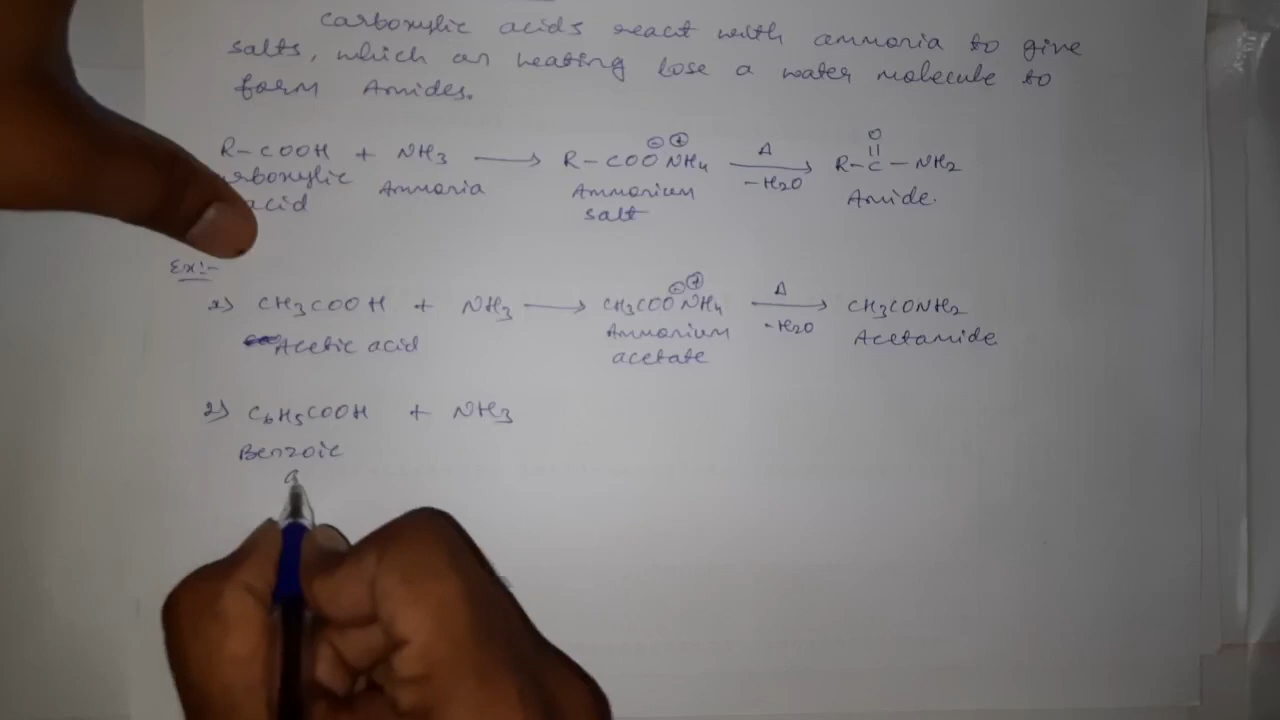 Carboxylic acids react with ammonia to give
salts, which on heating lose a water molecule to
form Amides.
R-COOH + NH3 ⟶ R-COO⊖ ⊕NH4 Δ ⟶ -H2O R-C(=O)-NH2
rboxylic Ammonia Ammonium Amide.
acid salt
Ex:-
1) CH3COOH + NH3 ⟶ CH3COO⊖ ⊕NH4 Δ ⟶ -H2O CH3CONH2
Acetic acid Ammonium Acetamide
acetate
2) C6H5COOH + NH3
Benzoic
a